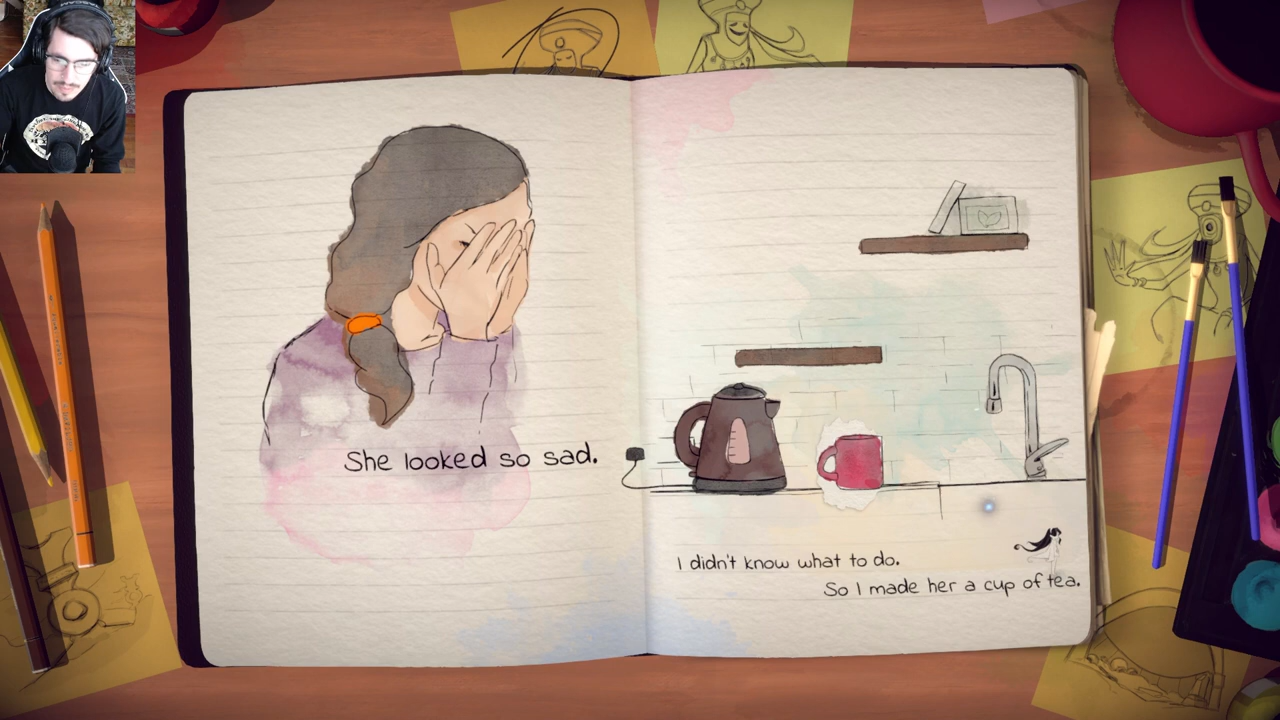 She looked so sad.
I didn't know what to do.
So I made her a cup of tea.